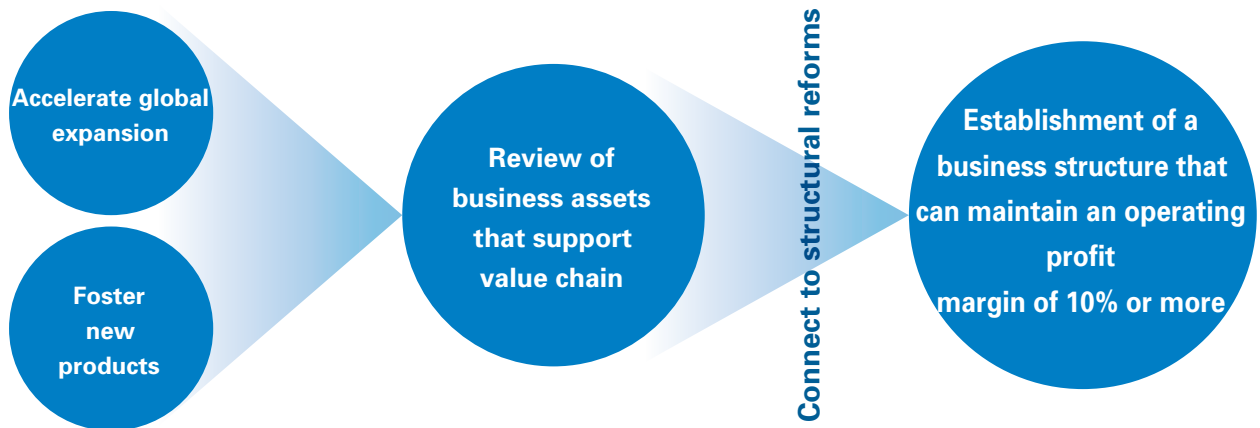 Accelerate global
expansion
Foster
new
products
Review of
business assets
that support
value chain
Connect to structural reforms
Establishment of a
business structure that
can maintain an operating
profit
margin of 10% or more